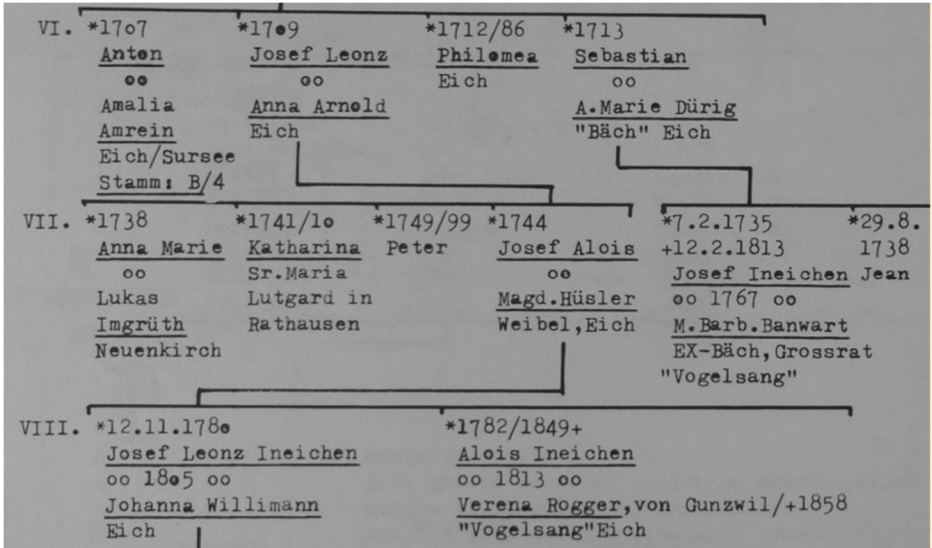 VI. *1707 *1709 *1712/86 *1713
Anton Josef Leonz Philomea Sebastian
oo oo Eich oo
Amalia Anna Arnold A.Marie Dürig
Amrein Eich "Bäch" Eich
Eich/Sursee
Stamm: B/4
VII. *1738 *1741/10 *1749/99 *1744 *7.2.1735 *29.8.
Anna Marie Katharina Peter Josef Alois +12.2.1813 1738
oo Sr.Maria oo Josef Ineichen Jean
Lukas Lutgard in Magd.Hüsler oo 1767 oo
Imgrüth Rathausen Weibel,Eich M.Barb.Banwart
Neuenkirch EX-Bäch,Grossrat
"Vogelsang"
VIII. *12.11.1780 *1782/1849+
Josef Leonz Ineichen Alois Ineichen
oo 1805 oo oo 1813 oo
Johanna Willimann Verena Rogger,von Gunzwil/+1858
Eich "Vogelsang"Eich